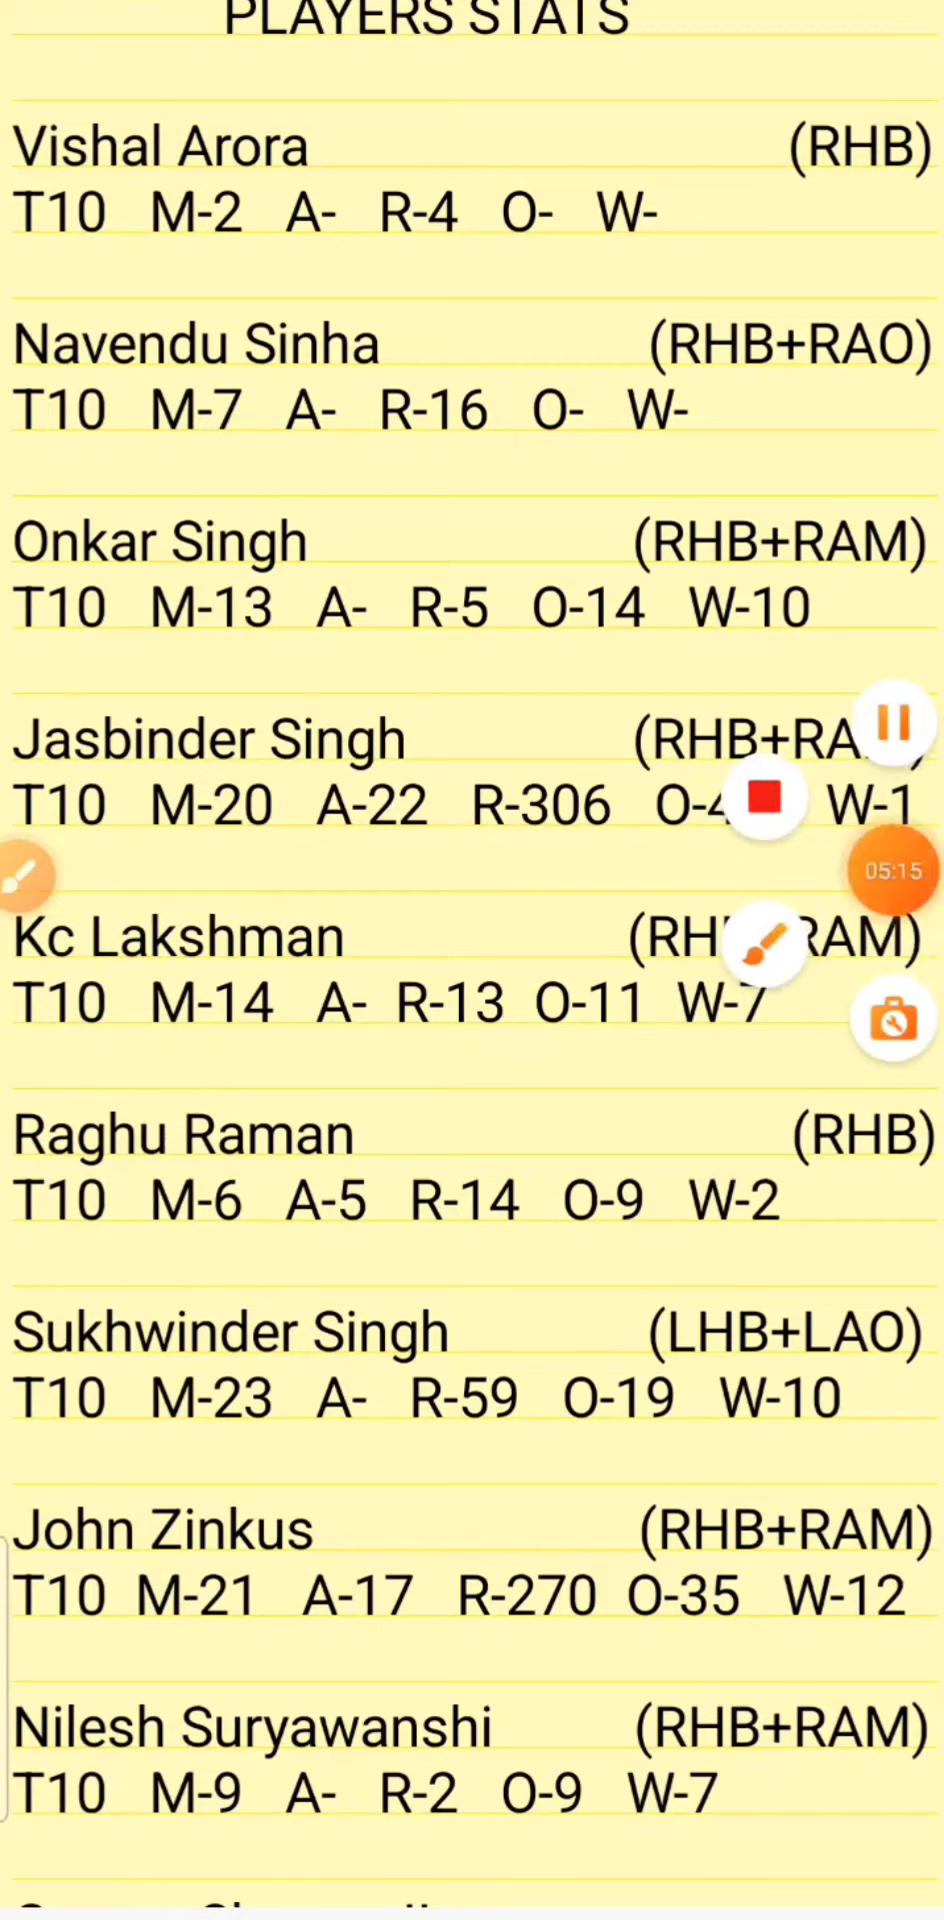 PLAYERS STATS
Vishal Arora (RHB)
T10 M-2 A- R-4 O- W-
Navendu Sinha (RHB+RAO)
T10 M-7 A- R-16 O- W-
Onkar Singh (RHB+RAM)
T10 M-13 A- R-5 O-14 W-10
Jasbinder Singh
T10 M-20 A-22 R-306 W-1
05:15
Kc Lakshman
T10 M-14 A- R-13 O-11 W-7
Raghu Raman (RHB)
T10 M-6 A-5 R-14 O-9 W-2
Sukhwinder Singh (LHB+LAO)
T10 M-23 A- R-59 O-19 W-10
John Zinkus (RHB+RAM)
T10 M-21 A-17 R-270 O-35 W-12
Nilesh Suryawanshi (RHB+RAM)
T10 M-9 A- R-2 O-9 W-7